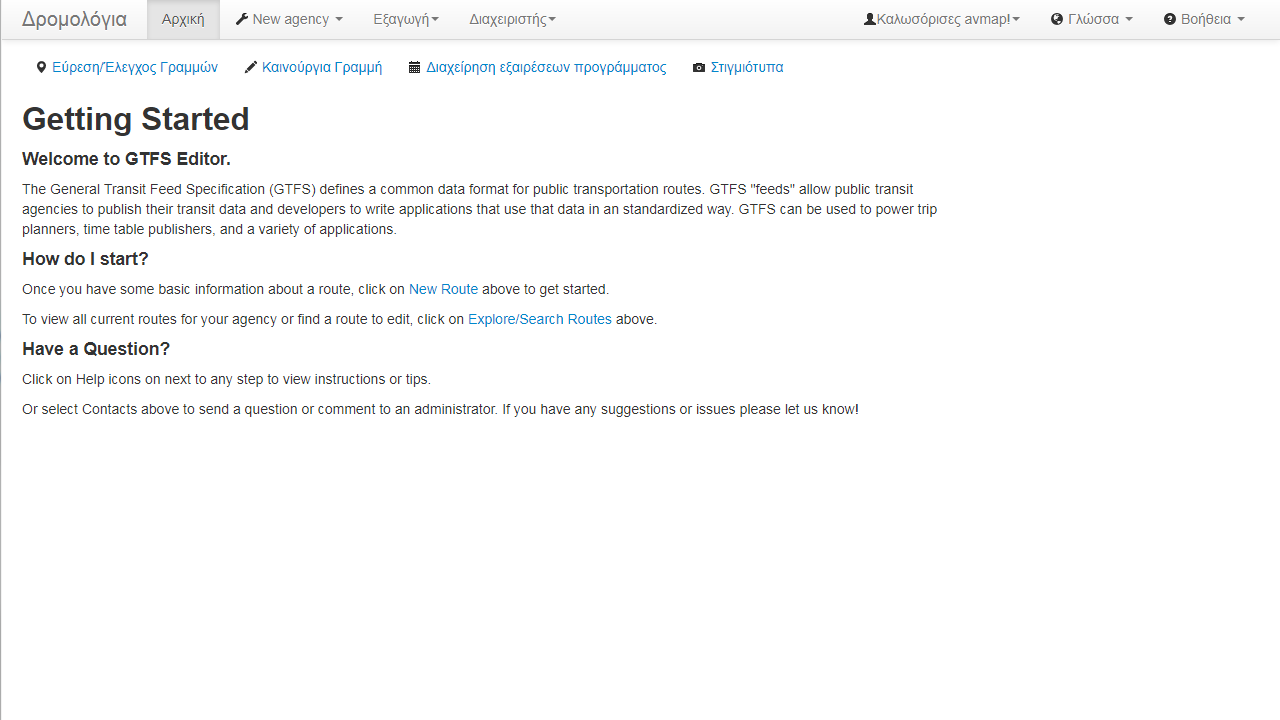 Δρομολόγια Αρχική New agency Εξαγωγή Διαχειριστής Καλωσόρισες avmap! Γλώσσα Βοήθεια
Εύρεση/Έλεγχος Γραμμών Καινούργια Γραμμή Διαχείρηση εξαιρέσεων προγράμματος Στιγμιότυπα
Getting Started
Welcome to GTFS Editor.
The General Transit Feed Specification (GTFS) defines a common data format for public transportation routes. GTFS "feeds" allow public transit
agencies to publish their transit data and developers to write applications that use that data in an standardized way. GTFS can be used to power trip
planners, time table publishers, and a variety of applications.
How do I start?
Once you have some basic information about a route, click on New Route above to get started.
To view all current routes for your agency or find a route to edit, click on Explore/Search Routes above.
Have a Question?
Click on Help icons on next to any step to view instructions or tips.
Or select Contacts above to send a question or comment to an administrator. If you have any suggestions or issues please let us know!